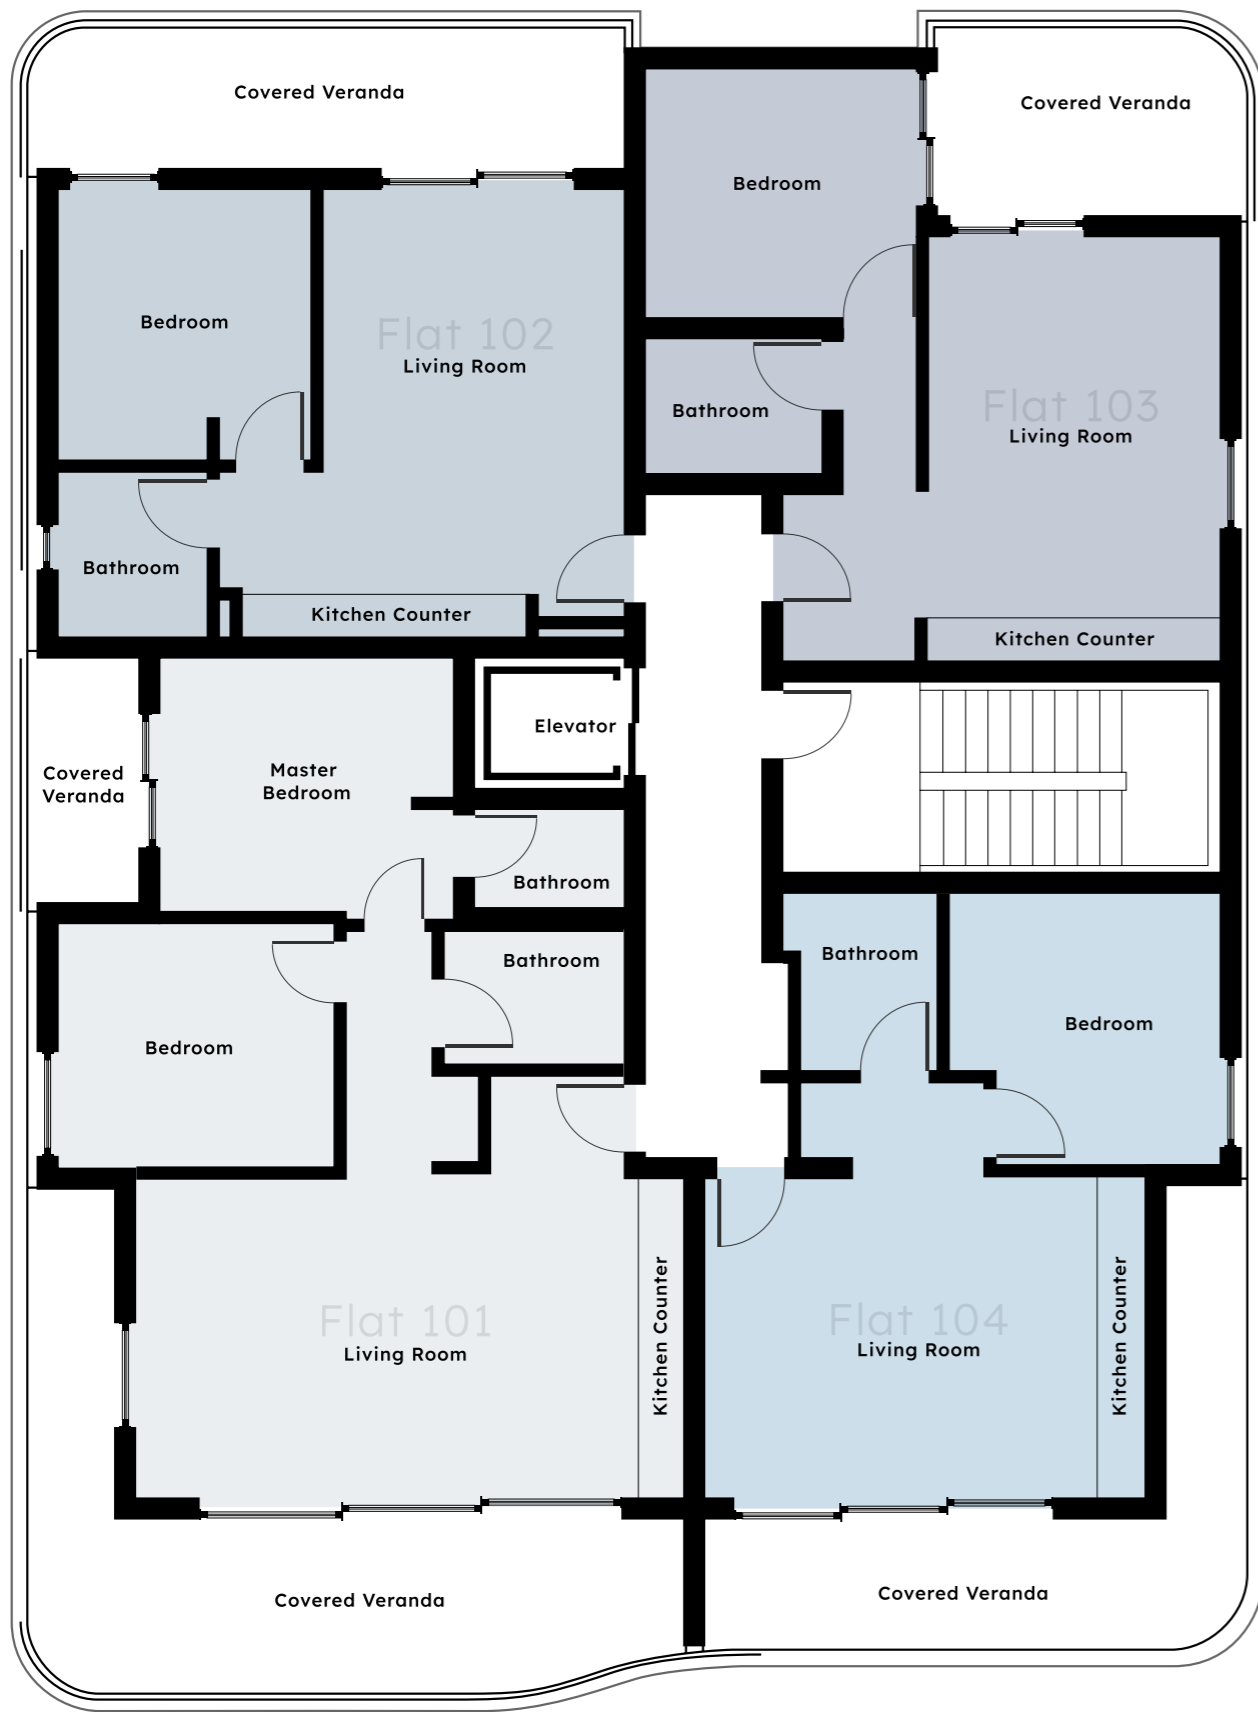 Covered Veranda
Covered Veranda
Bedroom
Bedroom
Flat 102
Living Room
Bathroom
Flat 103
Living Room
Bathroom
Kitchen Counter
Kitchen Counter
Elevator
Covered
Veranda
Master
Bedroom
Bathroom
Bathroom
Bathroom
Bedroom
Bedroom
Flat 101
Living Room
Kitchen Counter
Flat 104
Living Room
Kitchen Counter
Covered Veranda
Covered Veranda